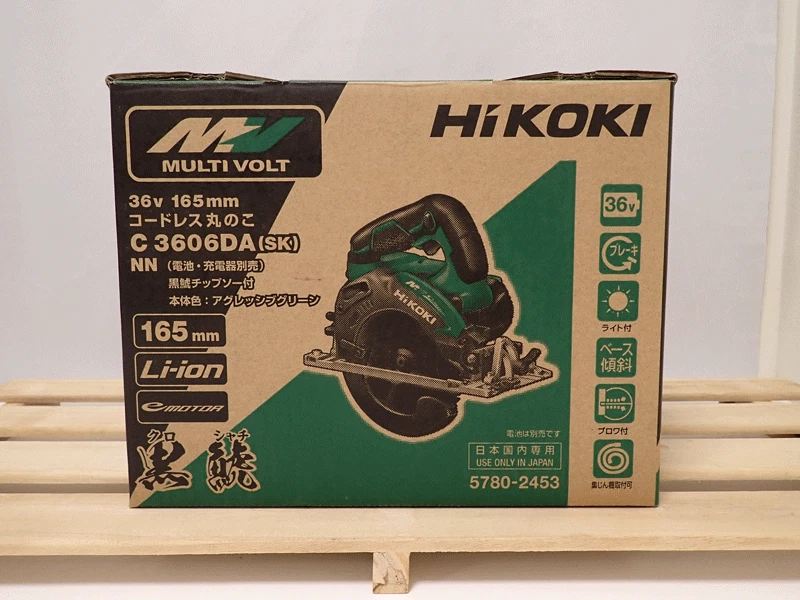 MV
MULTI VOLT
HiKOKI
36v 165mm
コードレス丸のこ
C 3606DA(SK)
NN (電池・充電器別売)
黒鯱チップソー付
本体色：アグレッシブグリーン
165mm
Li-ion
e MOTOR
クロ シャチ
黒 鯱
HiKOKI
36v
ブレーキ
ライト付
ベース
傾斜
ブロワ付
集じん機取付可
電池は別売です
日本国内専用
USE ONLY IN JAPAN
5780-2453